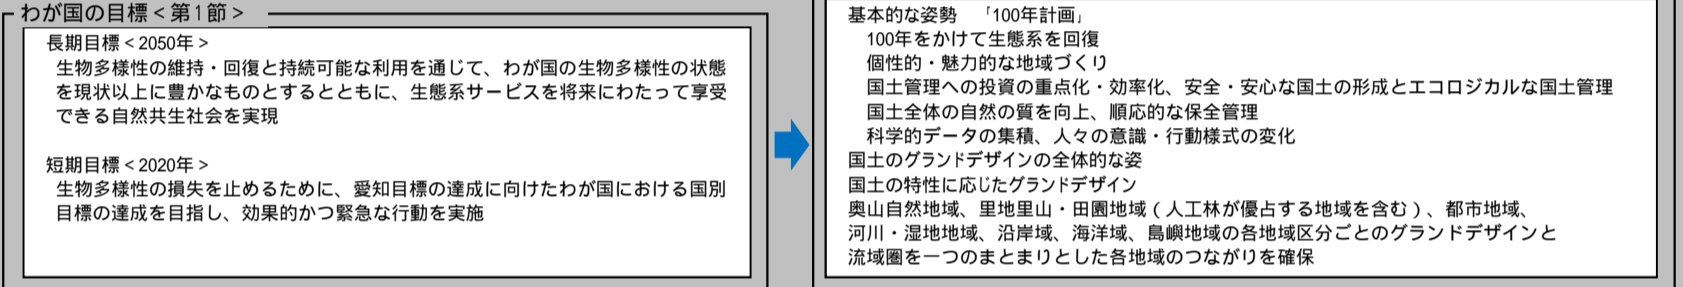 わが国の目標＜第1節＞
長期目標＜2050年＞
生物多様性の維持・回復と持続可能な利用を通じて、わが国の生物多様性の状態
を現状以上に豊かなものとするとともに、生態系サービスを将来にわたって享受
できる自然共生社会を実現
短期目標＜2020年＞
生物多様性の損失を止めるために、愛知目標の達成に向けたわが国における国別
目標の達成を目指し、効果的かつ緊急な行動を実施
基本的な姿勢　「100年計画」
100年をかけて生態系を回復
個性的・魅力的な地域づくり
国土管理への投資の重点化・効率化、安全・安心な国土の形成とエコロジカルな国土管理
国土全体の自然の質を向上、順応的な保全管理
科学的データの集積、人々の意識・行動様式の変化
国土のグランドデザインの全体的な姿
国土の特性に応じたグランドデザイン
奥山自然地域、里地里山・田園地域（人工林が優占する地域を含む）、都市地域、
河川・湿地地域、沿岸域、海洋域、島嶼地域の各地域区分ごとのグランドデザインと
流域圏を一つのまとまりとした各地域のつながりを確保